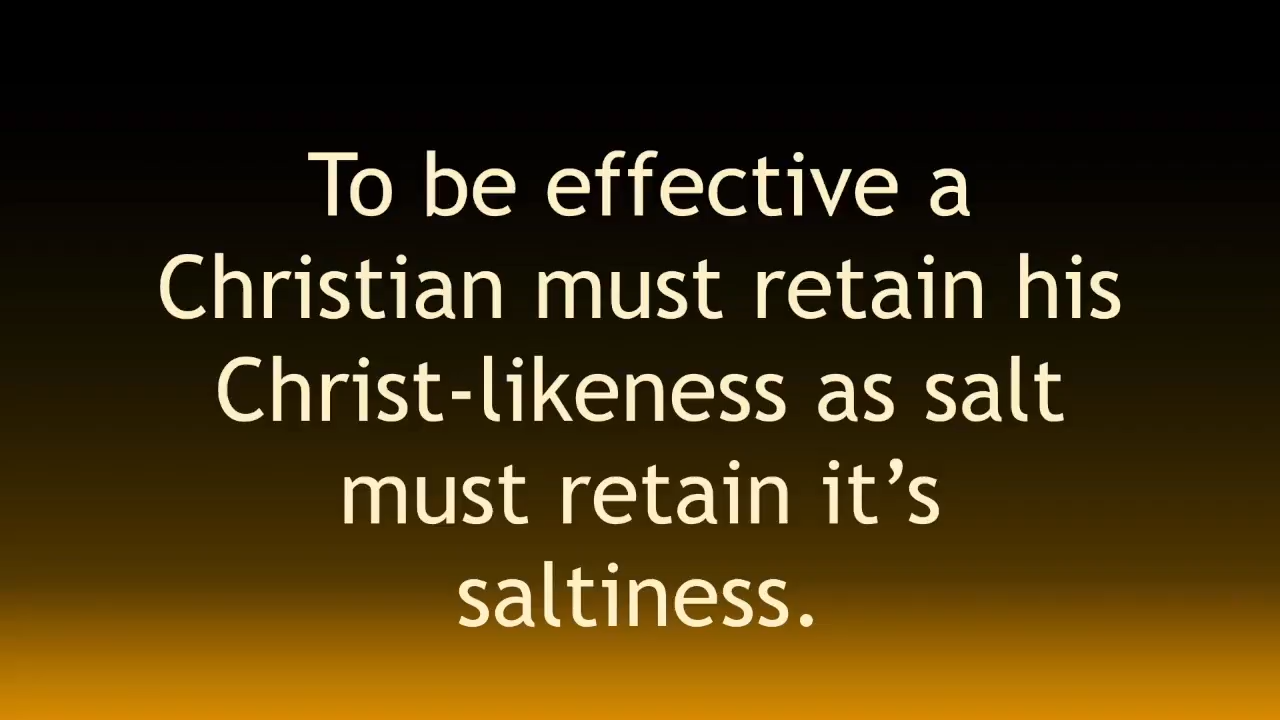 To be effective a
Christian must retain his
Christ-likeness as salt
must retain it’s
saltiness.